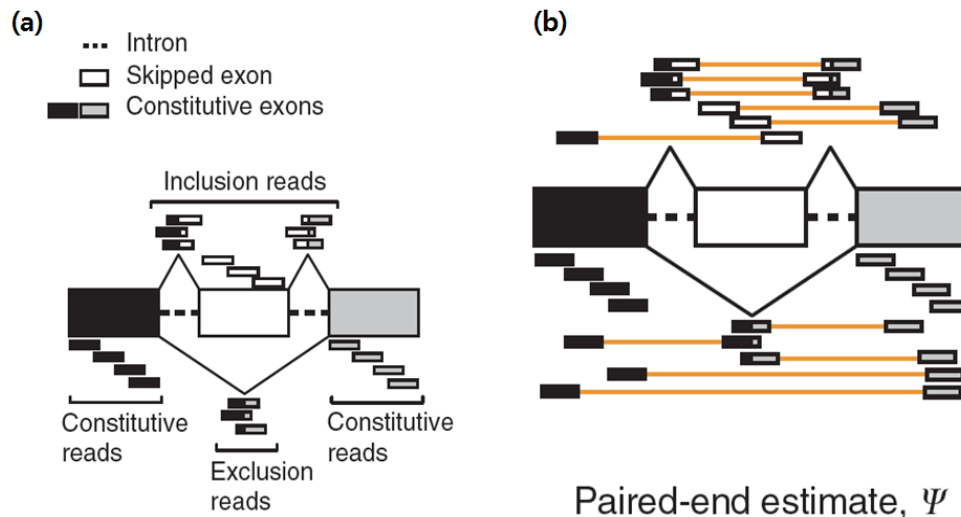 (a)
Intron
Skipped exon
Constitutive exons
Inclusion reads
Constitutive
reads
Exclusion
reads
Constitutive
reads
(b)
Paired-end estimate, Ψ